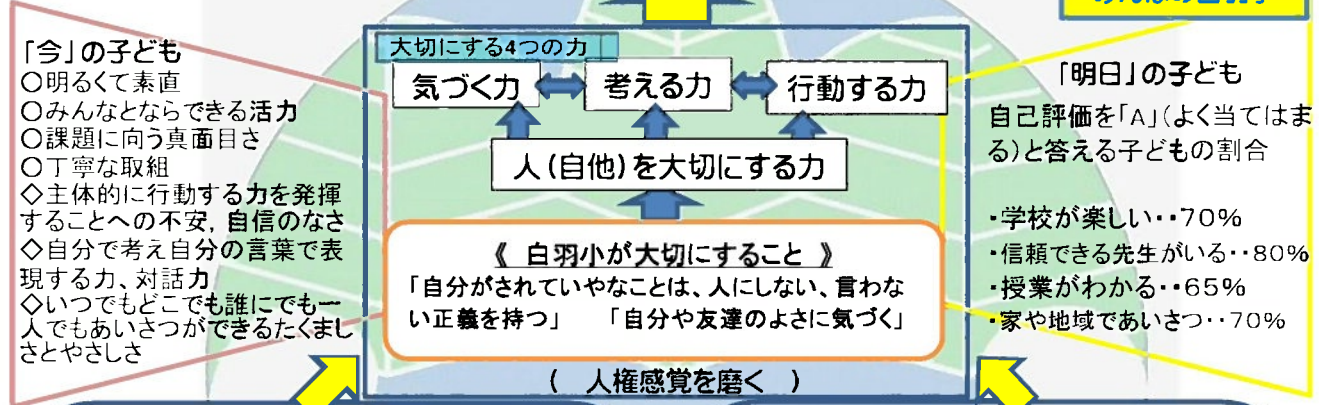 「今」の子ども
〇明るくて素直
〇みんなとならできる活力
〇課題に向う真面目さ
〇丁寧な取組
◇主体的に行動する力を発揮
することへの不安，自信のなさ
◇自分で考え自分の言葉で表
現する力、対話力
◇いつでもどこでも誰にでも一
人でもあいさつができるたくまし
さとやさしさ
大切にする4つの力
気づく力
考える力
行動する力
人(自他)を大切にする力
《 白羽小が大切にすること 》
「自分がされていやなことは、人にしない、言わな
い正義を持つ」 「自分や友達のよさに気づく」
( 人権感覚を磨く )
「明日」の子ども
自己評価を「A」(よく当てはま
る)と答える子どもの割合
・学校が楽しい・・70%
・信頼できる先生がいる・・80%
・授業がわかる・・65%
・家や地域であいさつ・・70%